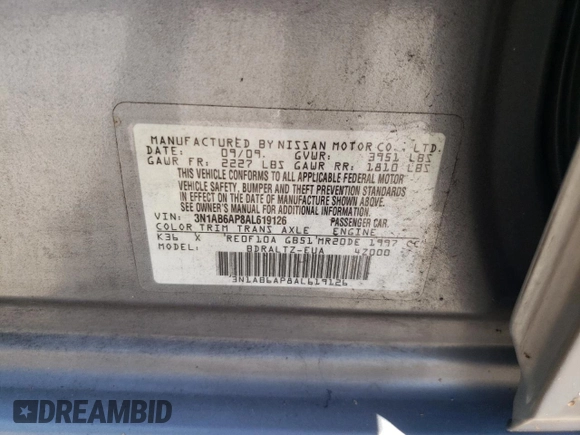 MANUFACTURED BY NISSAN MOTOR CO., LTD.
DATE: 09/09. GVWR: 3951 LBS
GAWR FR: 2227 LBS GAWR RR: 1810 LBS
THIS VEHICLE CONFORMS TO ALL APPLICABLE FEDERAL MOTOR
VEHICLE SAFETY, BUMPER AND THEFT PREVENTION STANDARDS
IN EFFECT ON THE DATE OF MANUFACTURE SHOWN ABOVE.
SEE OWNER'S MANUAL FOR ADDITIONAL INFORMATION.
VIN: 3N1AB6AP8AL619126 PASSENGER CAR.
COLOR TRIM TRANS AXLE ENGINE
K36 X RE0F10A GB51 MR20DE 1997 CC
MODEL: BDRALTZ-EUA 4Z000
3N1AB6AP8AL619126
DREAMBID